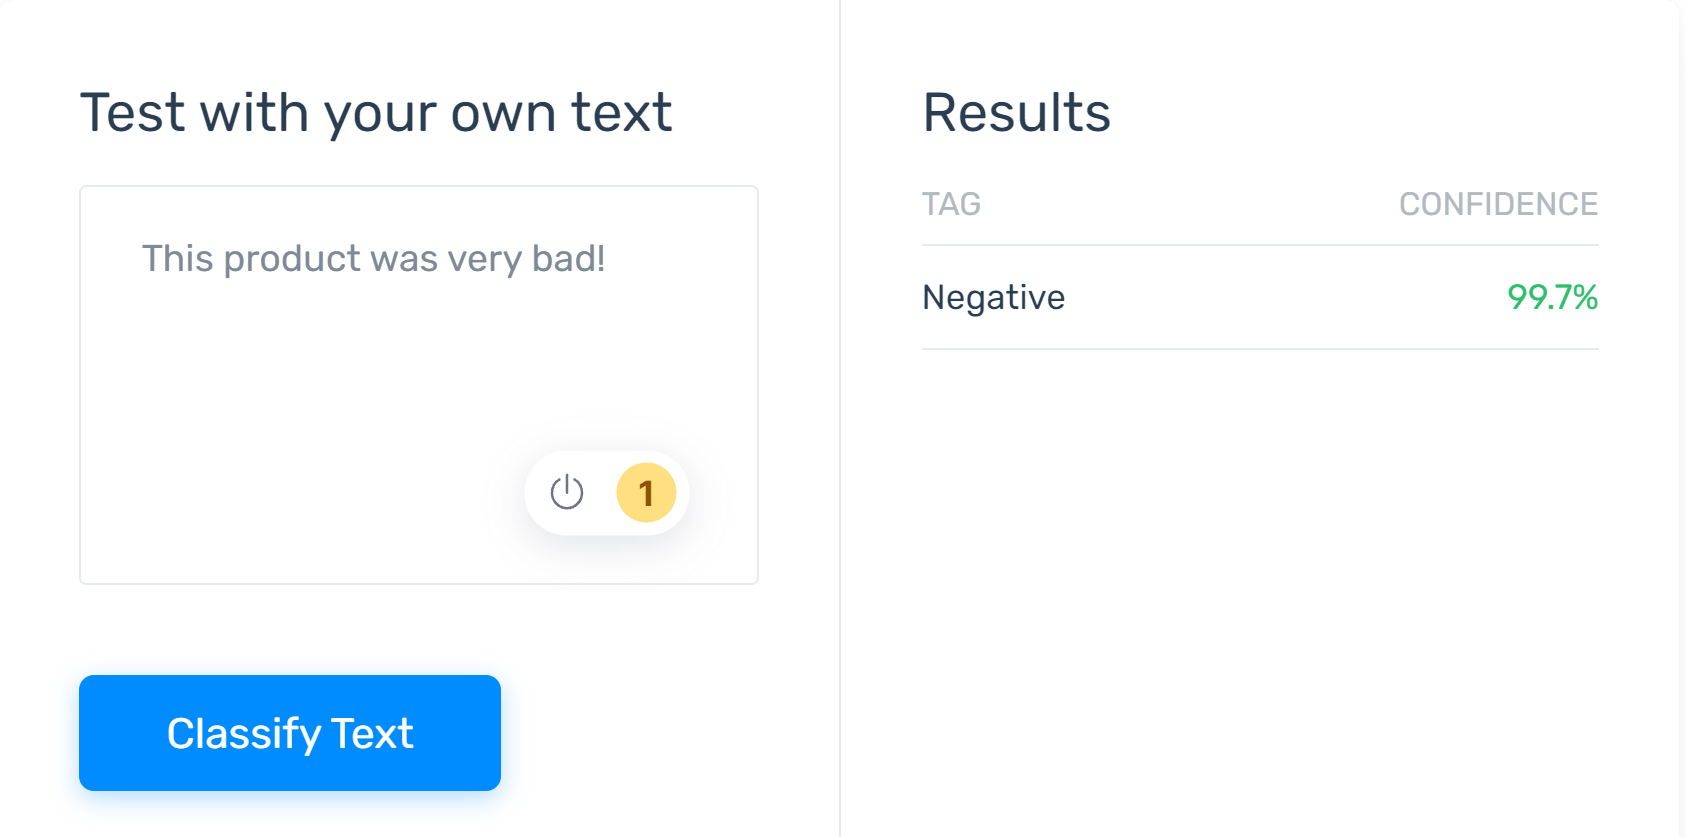 Test with your own text
This product was very bad!
1
Classify Text
Results
TAG CONFIDENCE
Negative 99.7%